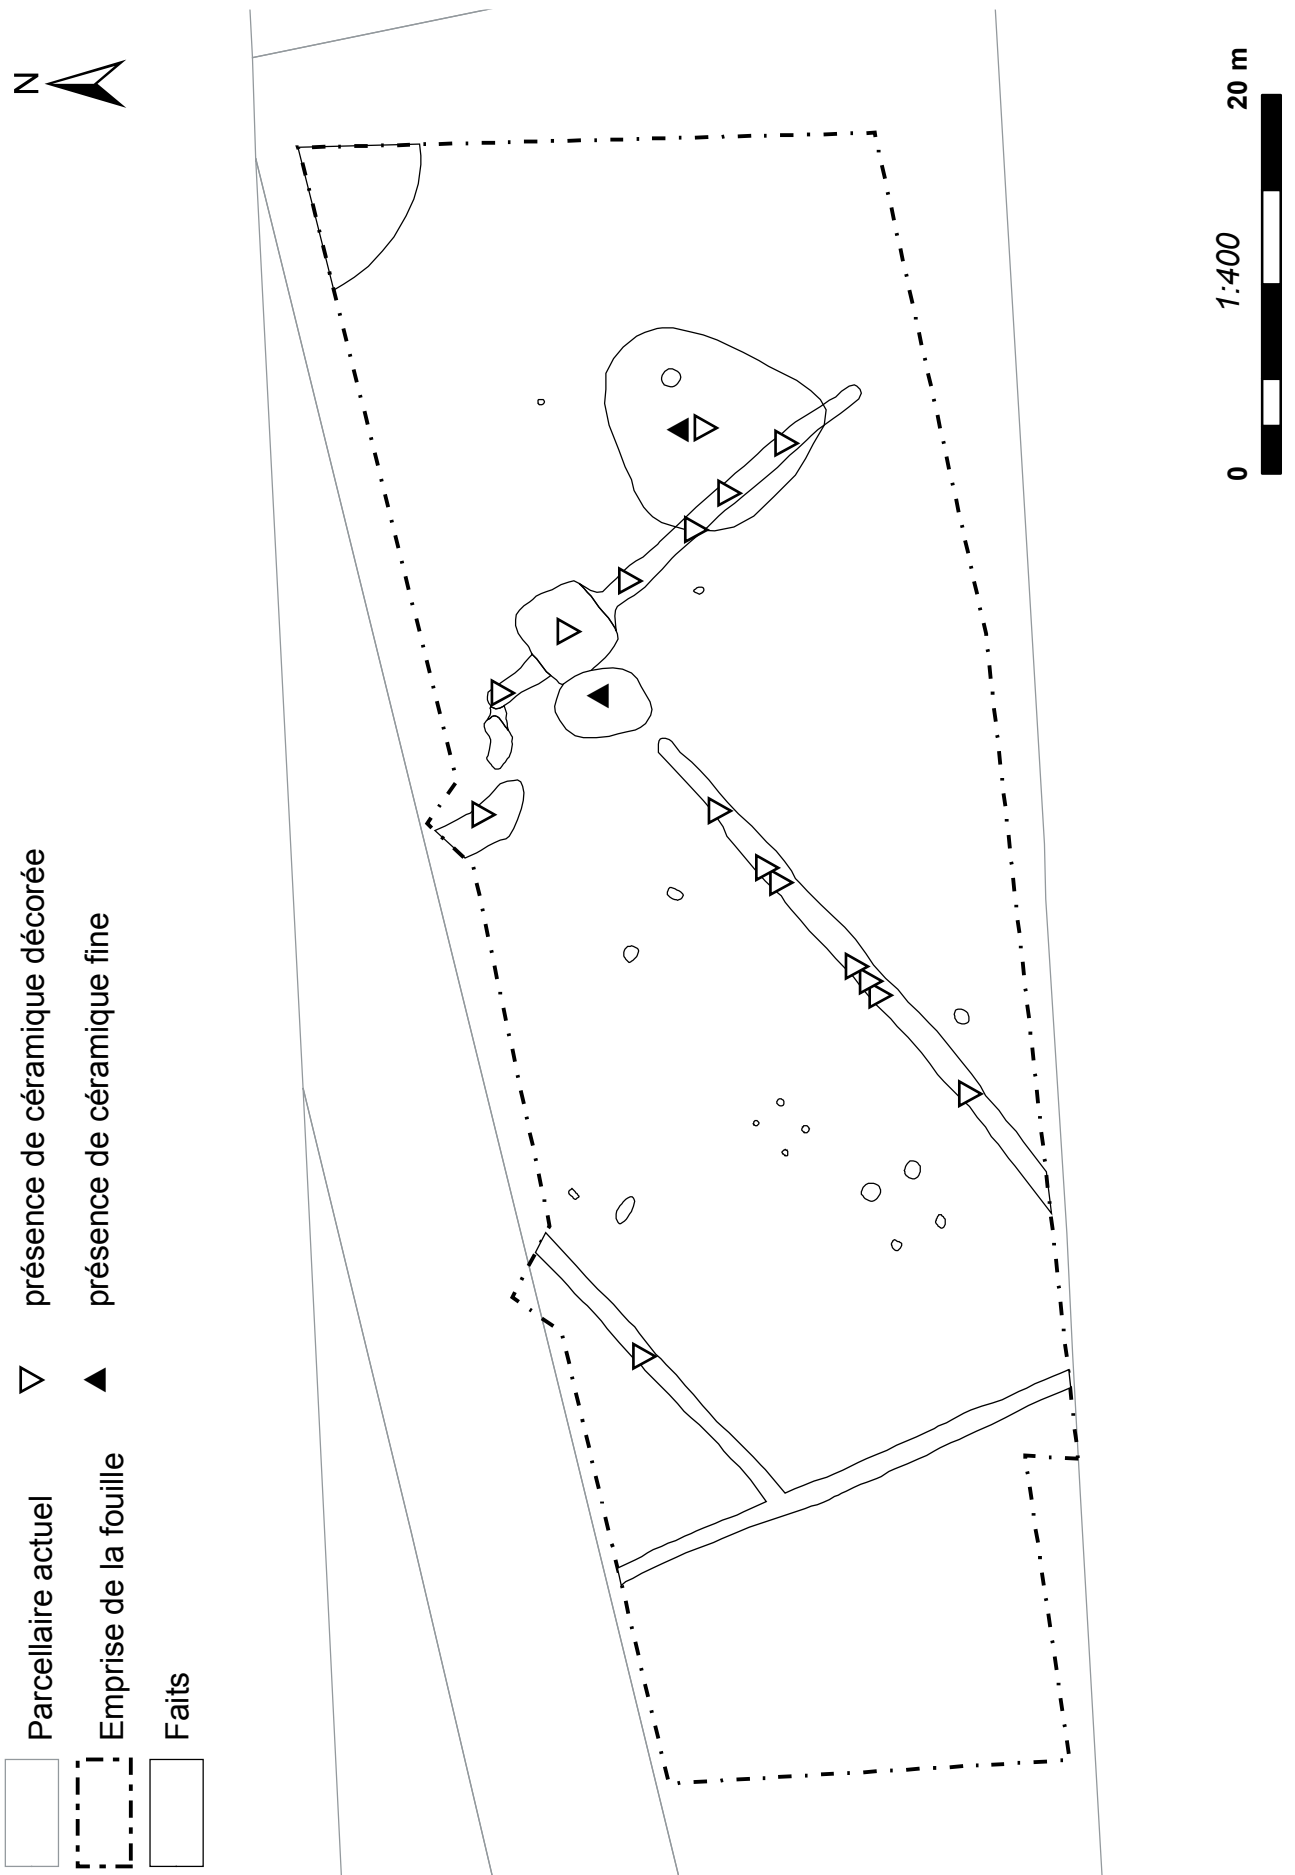 Parcellaire actuel
Emprise de la fouille
Faits
présence de céramique décorée
présence de céramique fine
N
1:400
0
20 m